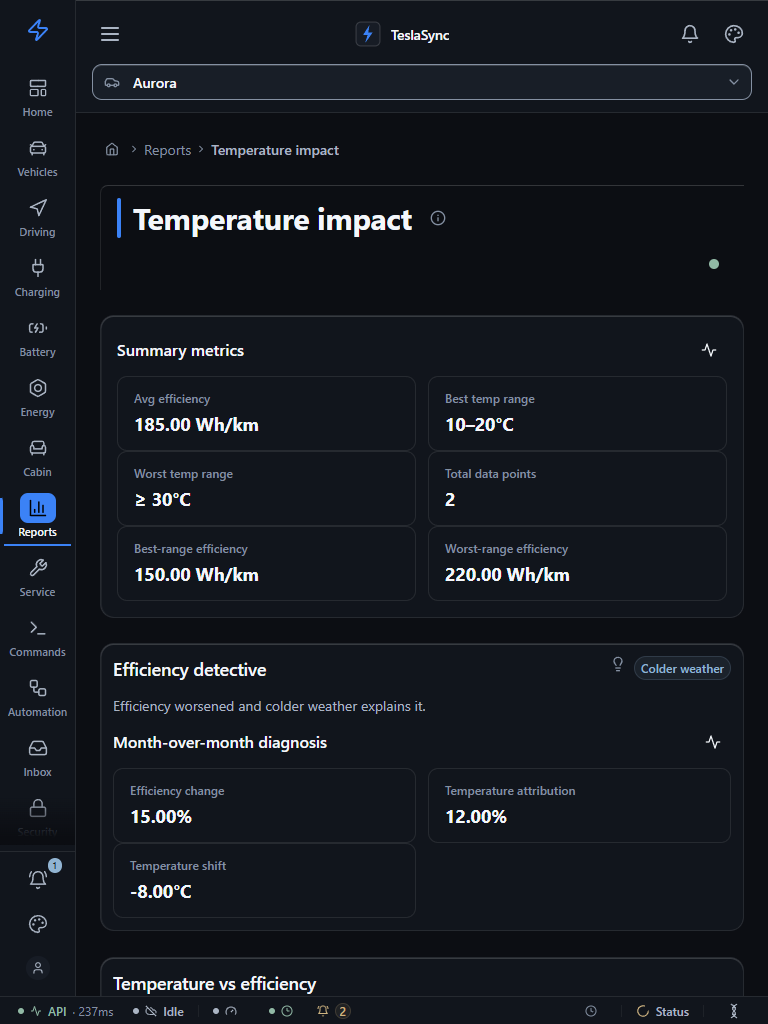 TeslaSync
Aurora
Home
Vehicles
Driving
Charging
Battery
Energy
Cabin
Reports
Service
Commands
Automation
Inbox
Security
1
Reports
Temperature impact
Temperature impact
Summary metrics
Avg efficiency
185.00 Wh/km
Best temp range
10–20°C
Worst temp range
≥ 30°C
Total data points
2
Best-range efficiency
150.00 Wh/km
Worst-range efficiency
220.00 Wh/km
Efficiency detective
Colder weather
Efficiency worsened and colder weather explains it.
Month-over-month diagnosis
Efficiency change
15.00%
Temperature attribution
12.00%
Temperature shift
-8.00°C
Temperature vs efficiency
API · 237ms
Idle
2
Status